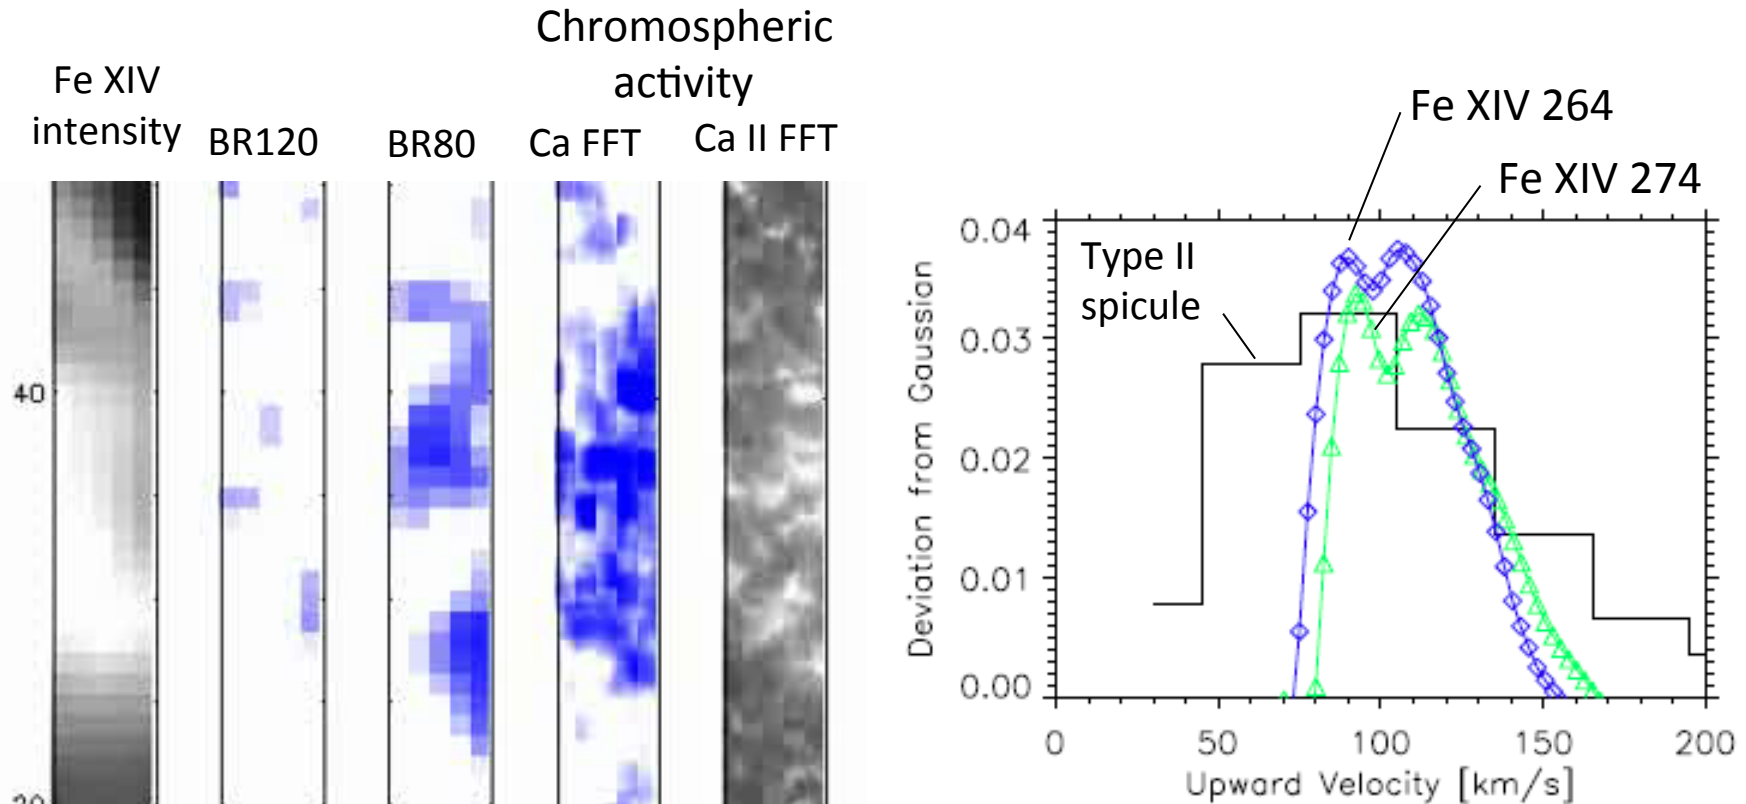 Chromospheric
activity
Fe XIV
intensity
BR120
BR80
Ca FFT
Ca II FFT
40
Fe XIV 264
Fe XIV 274
Type II
spicule
Deviation from Gaussian
0.04
0.03
0.02
0.01
0.00
0 50 100 150 200
Upward Velocity [km/s]